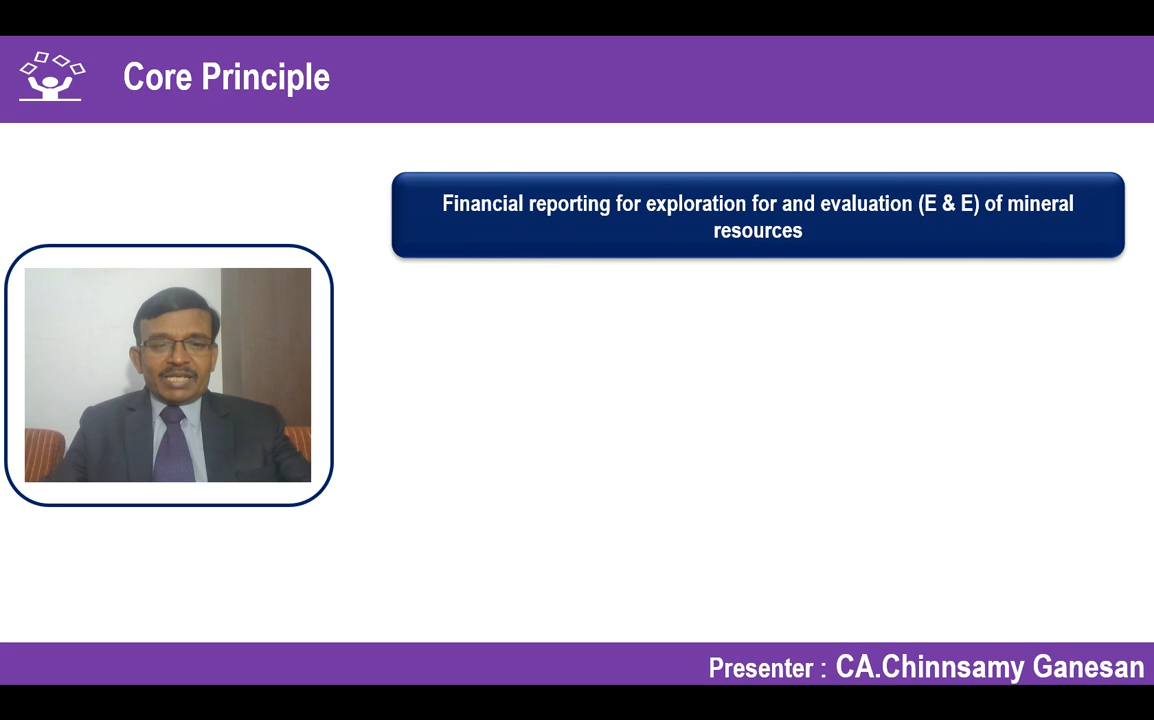 Core Principle
Financial reporting for exploration for and evaluation (E & E) of mineral
resources
Presenter : CA.Chinnsamy Ganesan